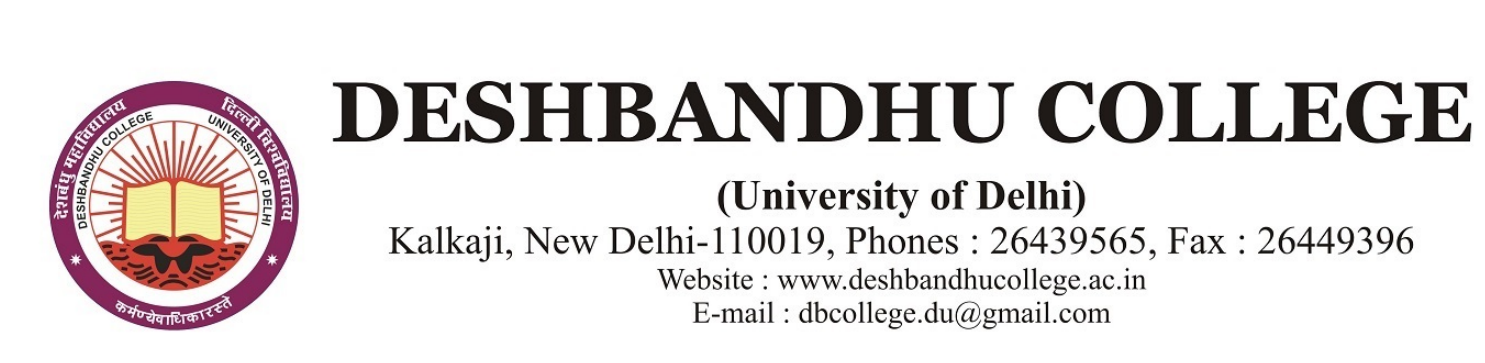 देशबंधु महाविद्यालय
दिल्ली विश्वविद्यालय
DESHBANDHU COLLEGE
UNIVERSITY OF DELHI
कर्मण्येवाधिकारस्ते
DESHBANDHU COLLEGE
(University of Delhi)
Kalkaji, New Delhi-110019, Phones : 26439565, Fax : 26449396
Website : www.deshbandhucollege.ac.in
E-mail : dbcollege.du@gmail.com